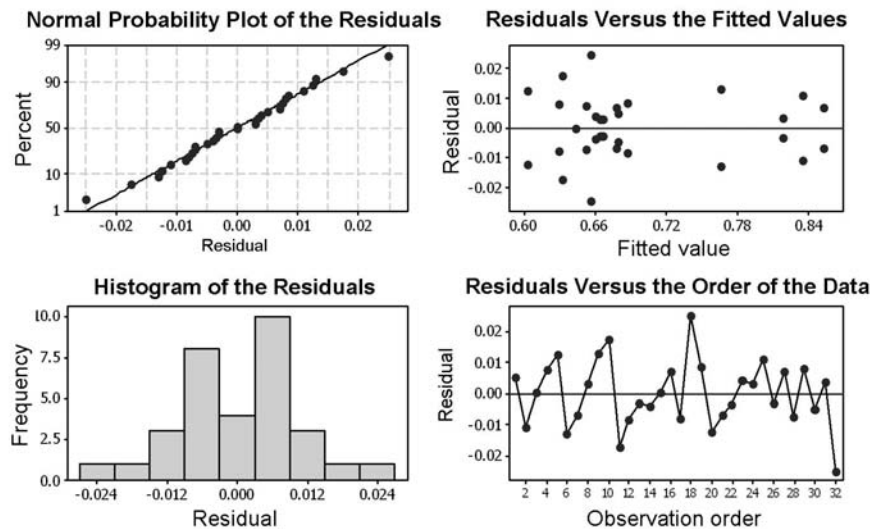 Normal Probability Plot of the Residuals
99
90
50
10
1
Percent
-0.02 -0.01 0.00 0.01 0.02
Residual
Residuals Versus the Fitted Values
0.02
0.01
0.00
-0.01
-0.02
Residual
0.60 0.66 0.72 0.78 0.84
Fitted value
Histogram of the Residuals
10.0
7.5
5.0
2.5
0.0
Frequency
-0.024 -0.012 0.000 0.012 0.024
Residual
Residuals Versus the Order of the Data
0.02
0.01
0.00
-0.01
-0.02
Residual
2 4 6 8 10 12 14 16 18 20 22 24 26 28 30 32
Observation order